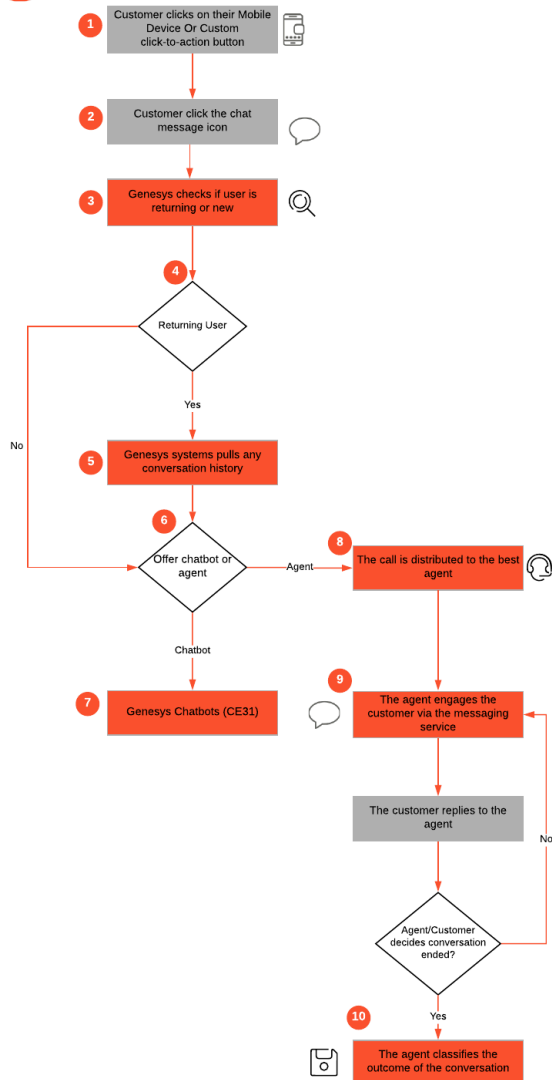 1
Customer clicks on their Mobile
Device Or Custom
click-to-action button
2
Customer click the chat
message icon
3
Genesys checks if user is
returning or new
4
Returning User
Yes
No
5
Genesys systems pulls any
conversation history
6
Offer chatbot or
agent
Agent
Chatbot
7
Genesys Chatbots (CE31)
8
The call is distributed to the best
agent
9
The agent engages the
customer via the messaging
service
The customer replies to the
agent
No
Agent/Customer
decides conversation
ended?
Yes
10
The agent classifies the
outcome of the conversation